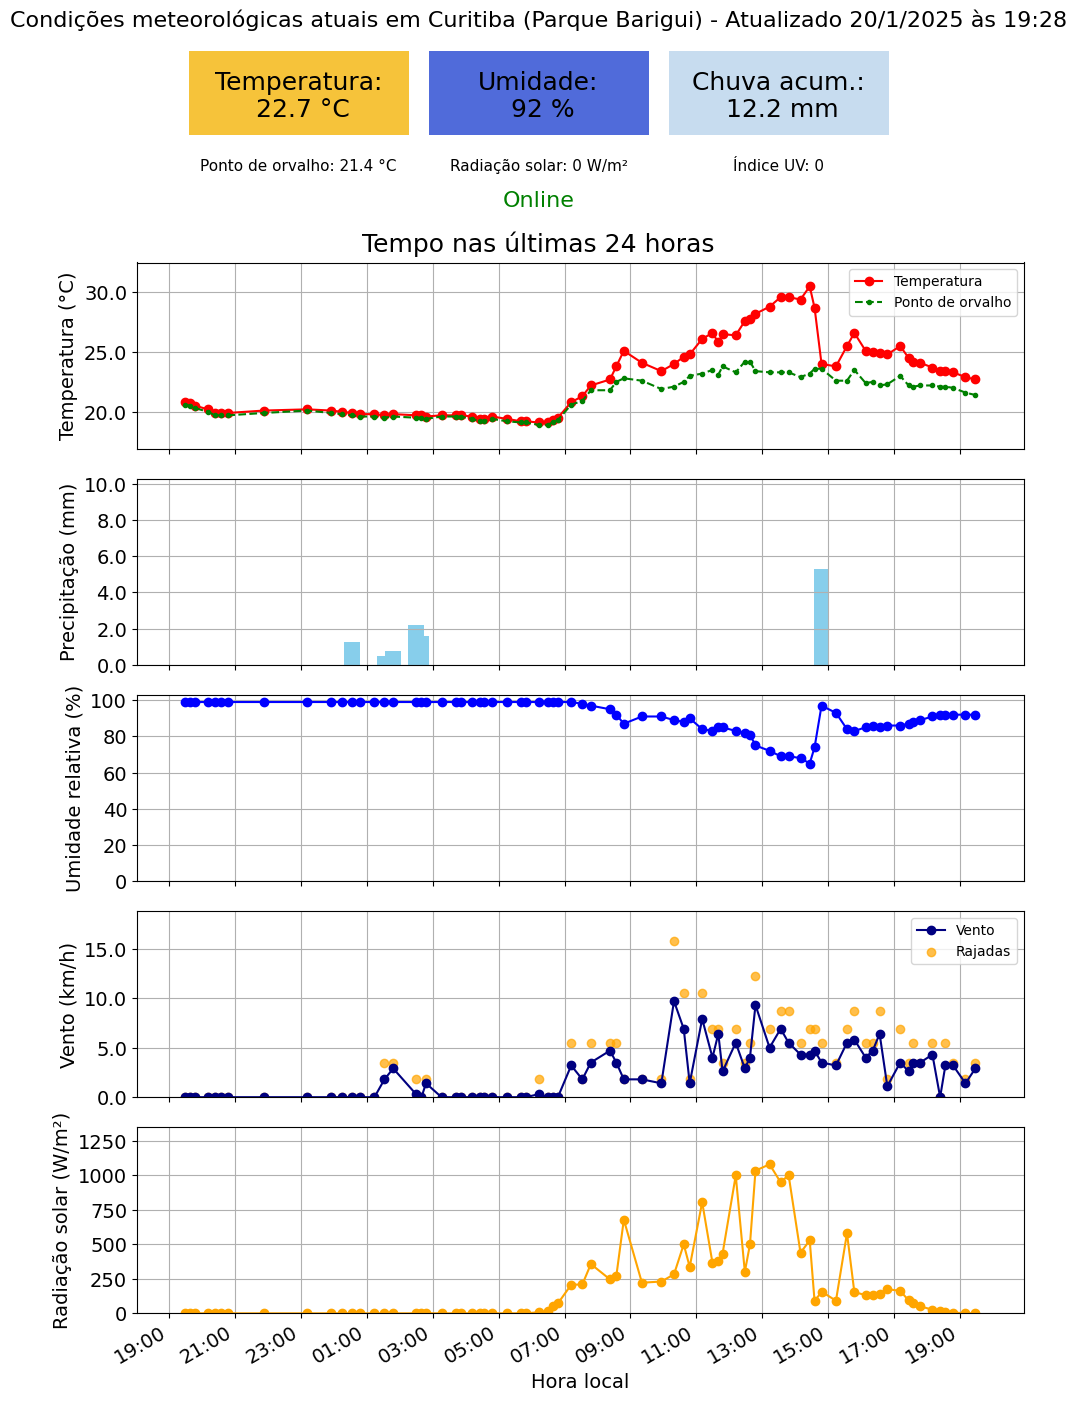 Condições meteorológicas atuais em Curitiba (Parque Barigui) - Atualizado 20/1/2025 às 19:28
Temperatura:
22.7 °C
Umidade:
92 %
Chuva acum.:
12.2 mm
Ponto de orvalho: 21.4 °C
Radiação solar: 0 W/m²
Índice UV: 0
Online
Tempo nas últimas 24 horas
Temperatura (°C)
30.0
25.0
20.0
Temperatura
Ponto de orvalho
Precipitação (mm)
10.0
8.0
6.0
4.0
2.0
0.0
Umidade relativa (%)
100
80
60
40
20
0
Vento (km/h)
15.0
10.0
5.0
0.0
Vento
Rajadas
Radiação solar (W/m²)
1250
1000
750
500
250
0
19:00
21:00
23:00
01:00
03:00
05:00
07:00
09:00
11:00
13:00
15:00
17:00
19:00
Hora local